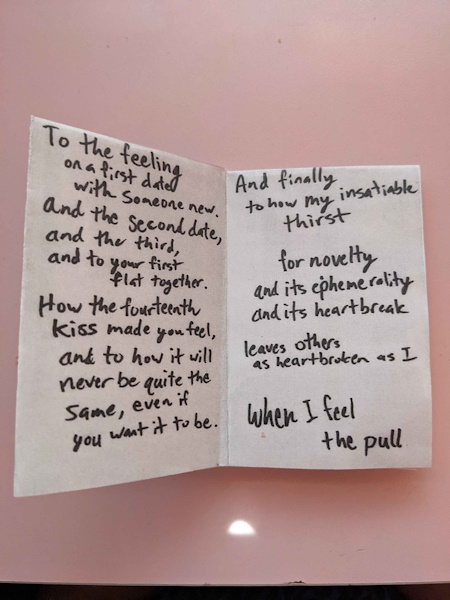 To the feeling
on a first date
with someone new.
and the second date,
and the third,
and to your first
flat together.
How the fourteenth
kiss made you feel,
and to how it will
never be quite the
same, even if
you want it to be.
And finally
to how my insatiable
thirst
for novelty
and its ephemerality
and its heartbreak
leaves others
as heartbroken as I
When I feel
the pull